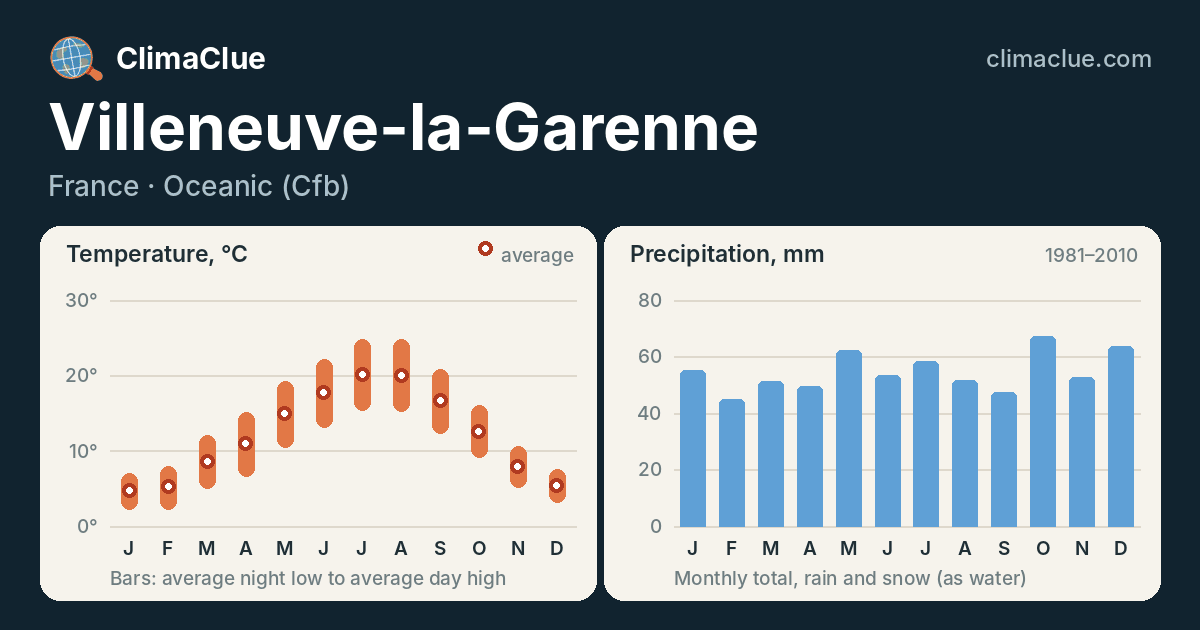 ClimaClue
climaclue.com
Villeneuve-la-Garenne
France · Oceanic (Cfb)
Temperature, °C
average
30°
20°
10°
0°
J F M A M J J A S O N D
Bars: average night low to average day high
Precipitation, mm
1981–2010
80
60
40
20
0
J F M A M J J A S O N D
Monthly total, rain and snow (as water)